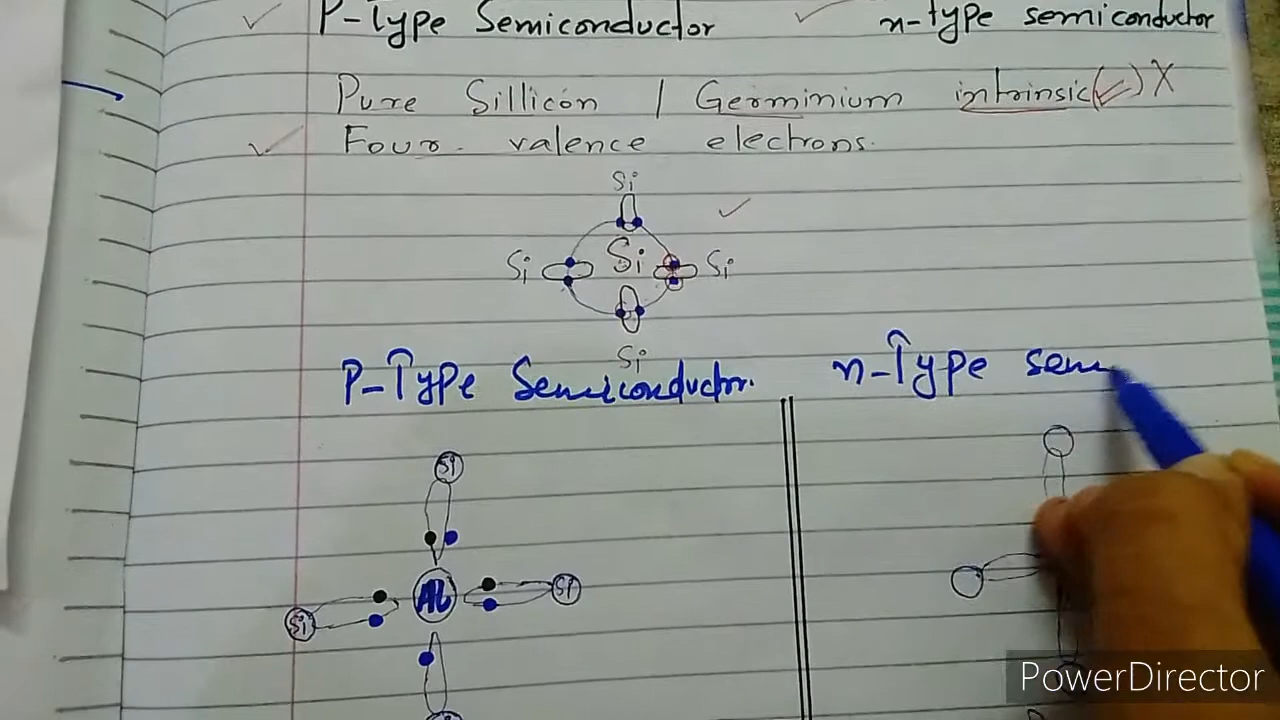 P-Type Semiconductor n-type semiconductor
Pure Sillicon / Germinium intrinsic(-) X
Four valence electrons.
Si
Si Si Si
Si
P-Type Semiconductor. n-Type sem
Si
Si Al Si
PowerDirector